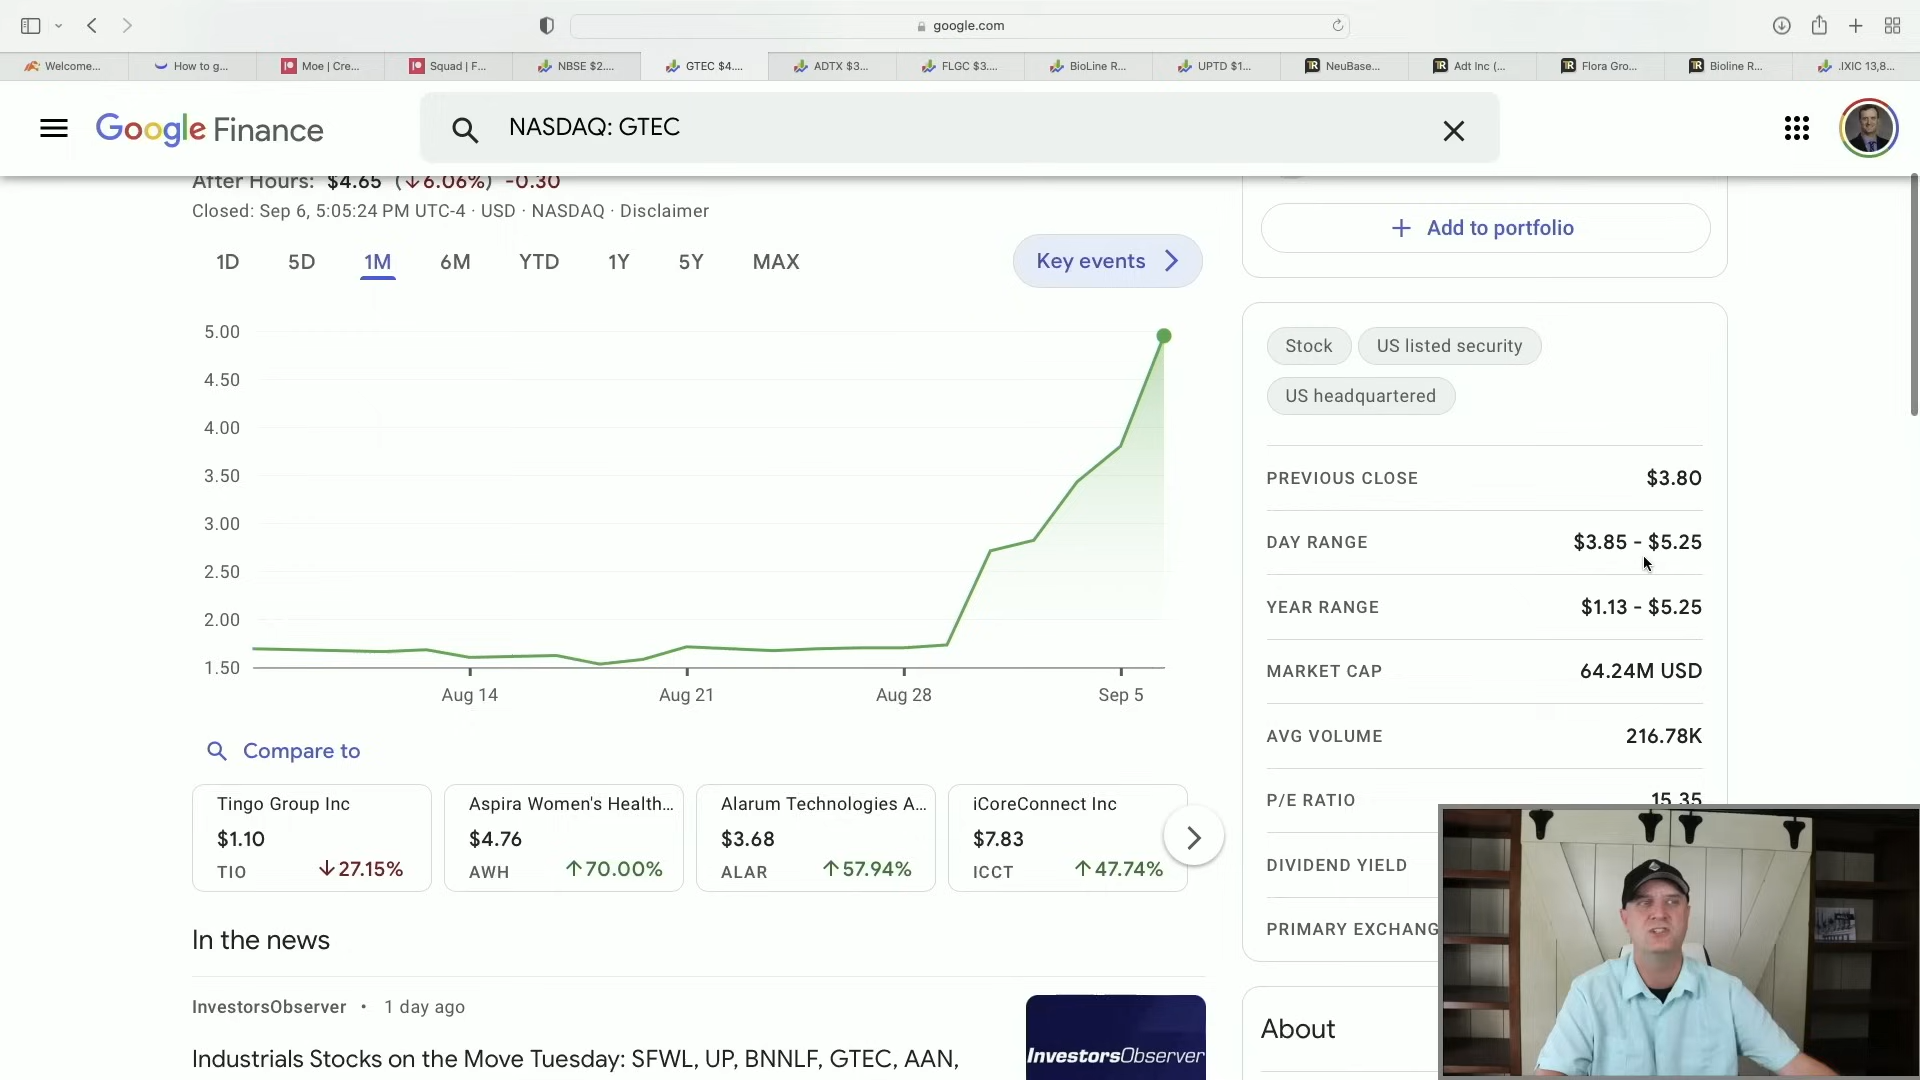 google.com
Welcome...
How to g...
Moe | Cre...
Squad | F...
NBSE $2....
GTEC $4....
ADTX $3...
FLGC $3....
BioLine R...
UPTD $1...
NeuBase...
Adt Inc (...
Flora Gro...
Bioline R...
.IXIC 13,8...
Google Finance
NASDAQ: GTEC
After Hours: $4.65 (↓6.06%) -0.30
Closed: Sep 6, 5:05:24 PM UTC-4 · USD · NASDAQ · Disclaimer
1D 5D 1M 6M YTD 1Y 5Y MAX
Key events
5.00
4.50
4.00
3.50
3.00
2.50
2.00
1.50
Aug 14 Aug 21 Aug 28 Sep 5
Compare to
Tingo Group Inc
$1.10
TIO ↓27.15%
Aspira Women's Health...
$4.76
AWH ↑70.00%
Alarum Technologies A...
$3.68
ALAR ↑57.94%
iCoreConnect Inc
$7.83
ICCT ↑47.74%
In the news
InvestorsObserver • 1 day ago
Industrials Stocks on the Move Tuesday: SFWL, UP, BNNLF, GTEC, AAN,
InvestorsObserver
+ Add to portfolio
Stock
US listed security
US headquartered
PREVIOUS CLOSE $3.80
DAY RANGE $3.85 - $5.25
YEAR RANGE $1.13 - $5.25
MARKET CAP 64.24M USD
AVG VOLUME 216.78K
P/E RATIO 15.35
DIVIDEND YIELD
PRIMARY EXCHANG
About